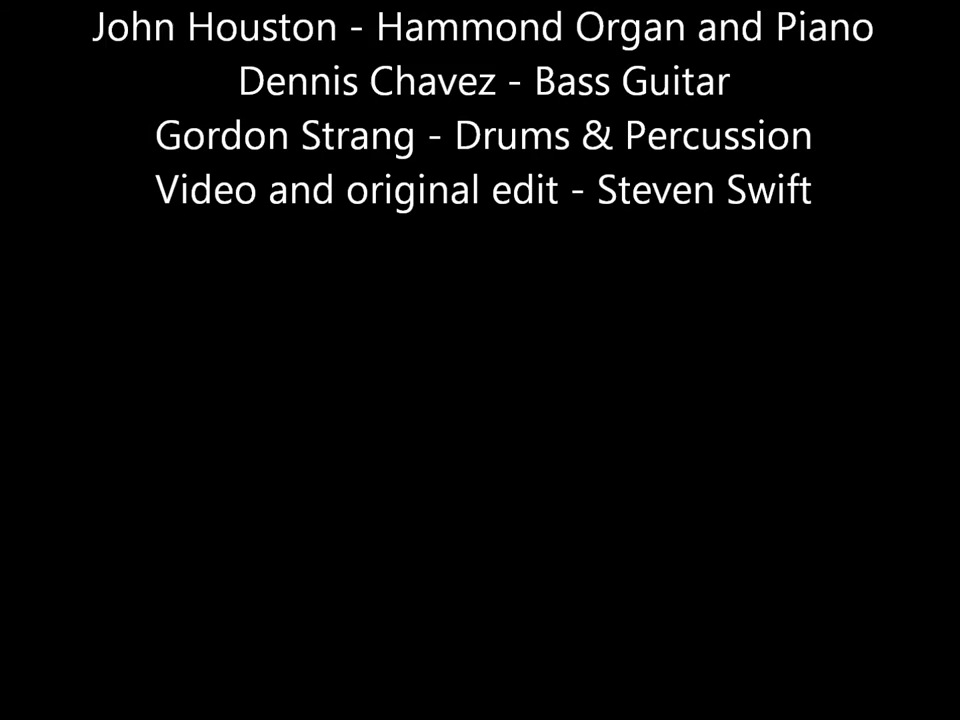 John Houston - Hammond Organ and Piano
Dennis Chavez - Bass Guitar
Gordon Strang - Drums & Percussion
Video and original edit - Steven Swift